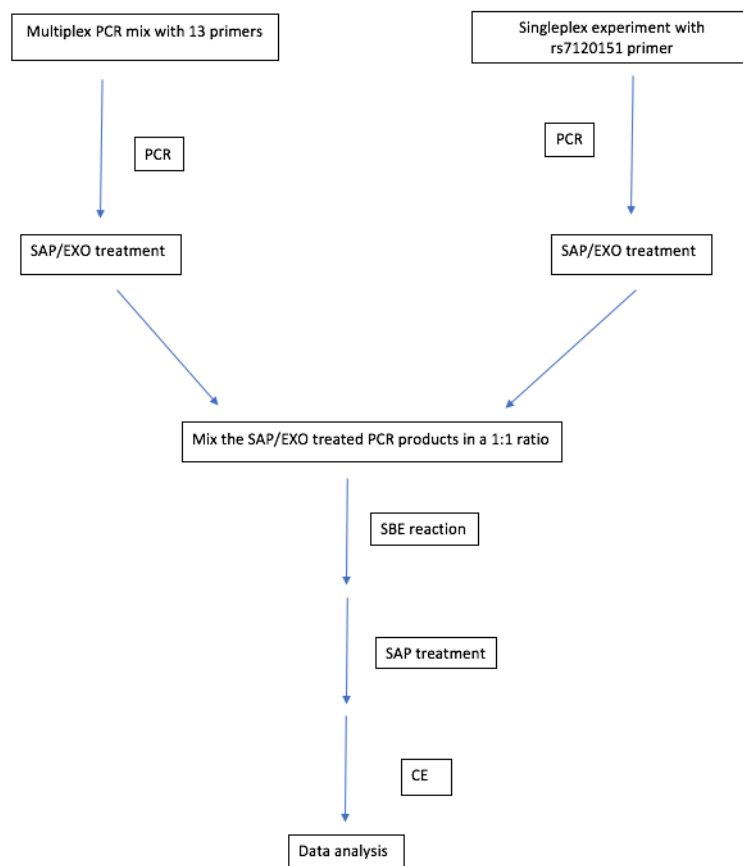 Multiplex PCR mix with 13 primers
Singleplex experiment with
rs7120151 primer
PCR
PCR
SAP/EXO treatment
SAP/EXO treatment
Mix the SAP/EXO treated PCR products in a 1:1 ratio
SBE reaction
SAP treatment
CE
Data analysis